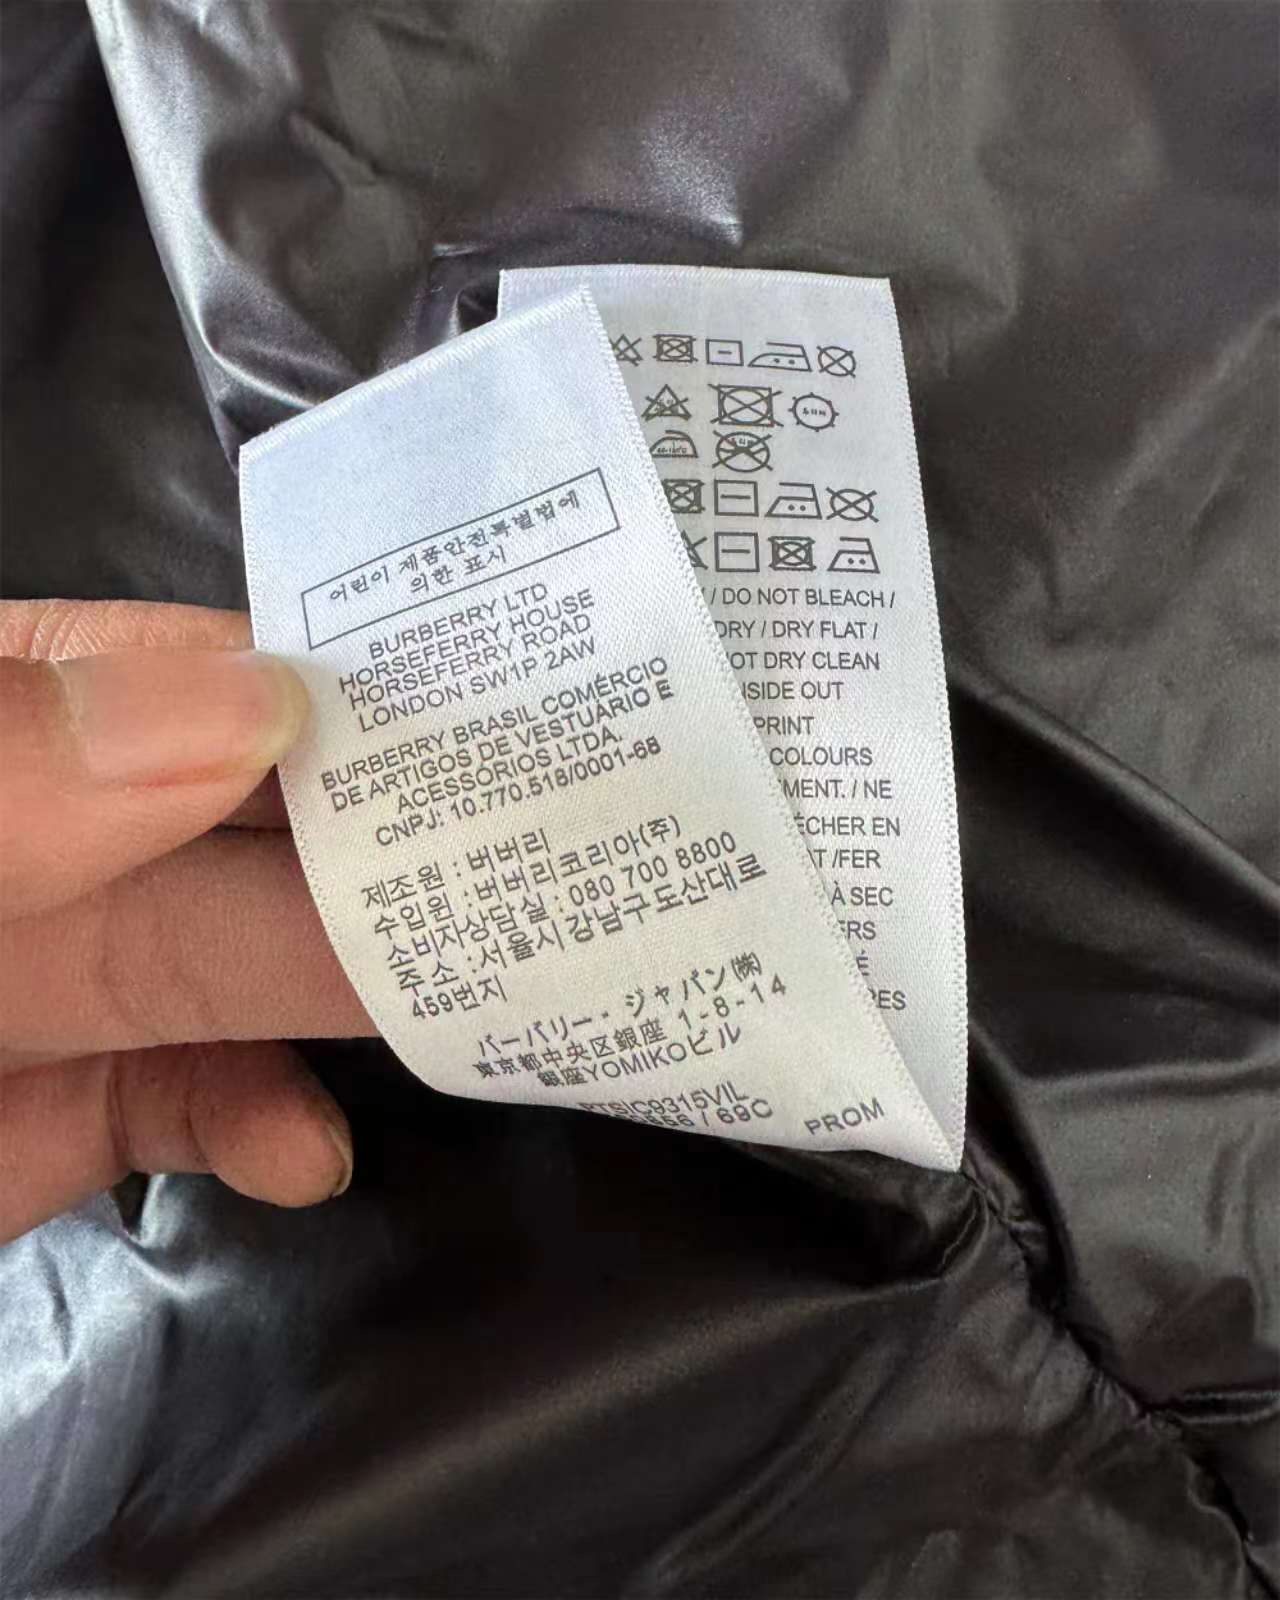 어린이 제품안전특별법에
의한 표시
BURBERRY LTD
HORSEFERRY HOUSE
HORSEFERRY ROAD
LONDON SW1P 2AW
BURBERRY BRASIL COMÉRCIO
DE ARTIGOS DE VESTUÁRIO E
ACESSÓRIOS LTDA.
CNPJ: 10.770.518/0001-68
제조원 : 버버리
수입원 : 버버리코리아(주)
소비자상담실 : 080 700 8800
주 소 :서울시 강남구 도산대로
459번지
バーバリー・ジャパン㈱
東京都中央区銀座 1-8-14
銀座YOMIKOビル
C9315VIL
/ 69C PROM
/ DO NOT BLEACH /
DRY / DRY FLAT /
OT DRY CLEAN
SIDE OUT
PRINT
COLOURS
MENT. / NE
ÉCHER EN
AT /FER
À SEC
ERS
É
RES